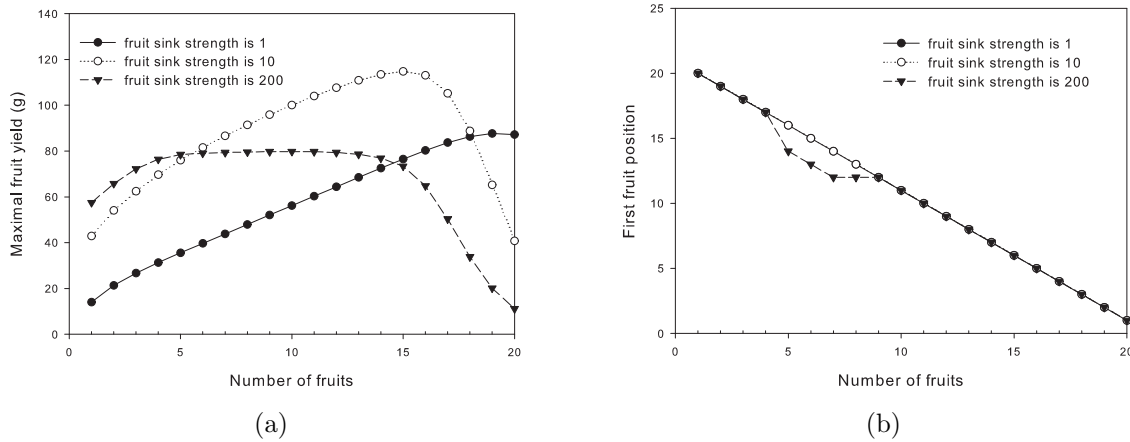 140
120
100
80
60
40
20
0
Maximal fruit yield (g)
fruit sink strength is 1
fruit sink strength is 10
fruit sink strength is 200
0 5 10 15 20
Number of fruits
(a)
25
20
15
10
5
0
First fruit position
fruit sink strength is 1
fruit sink strength is 10
fruit sink strength is 200
0 5 10 15 20
Number of fruits
(b)